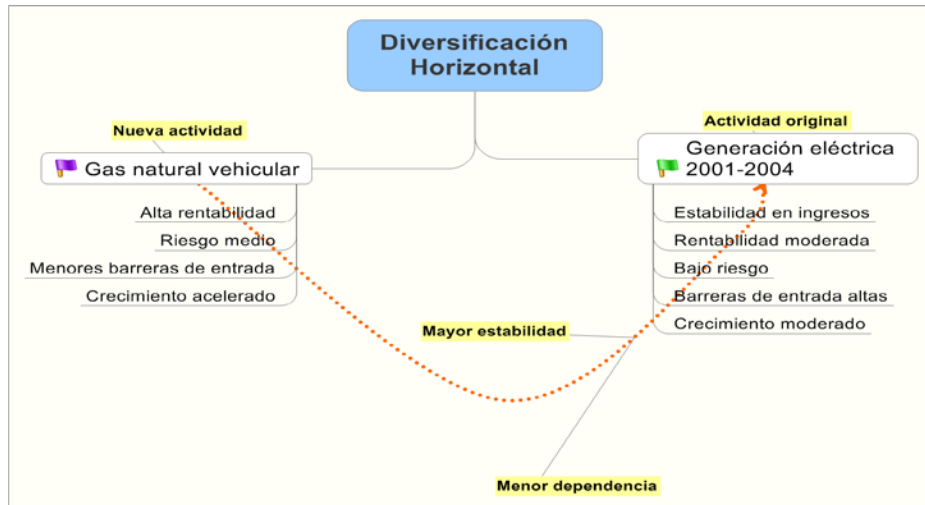 Diversificación
Horizontal
Nueva actividad
Gas natural vehicular
Alta rentabilidad
Riesgo medio
Menores barreras de entrada
Crecimiento acelerado
Actividad original
Generación eléctrica
2001-2004
Estabilidad en ingresos
Rentabilidad moderada
Bajo riesgo
Barreras de entrada altas
Crecimiento moderado
Mayor estabilidad
Menor dependencia